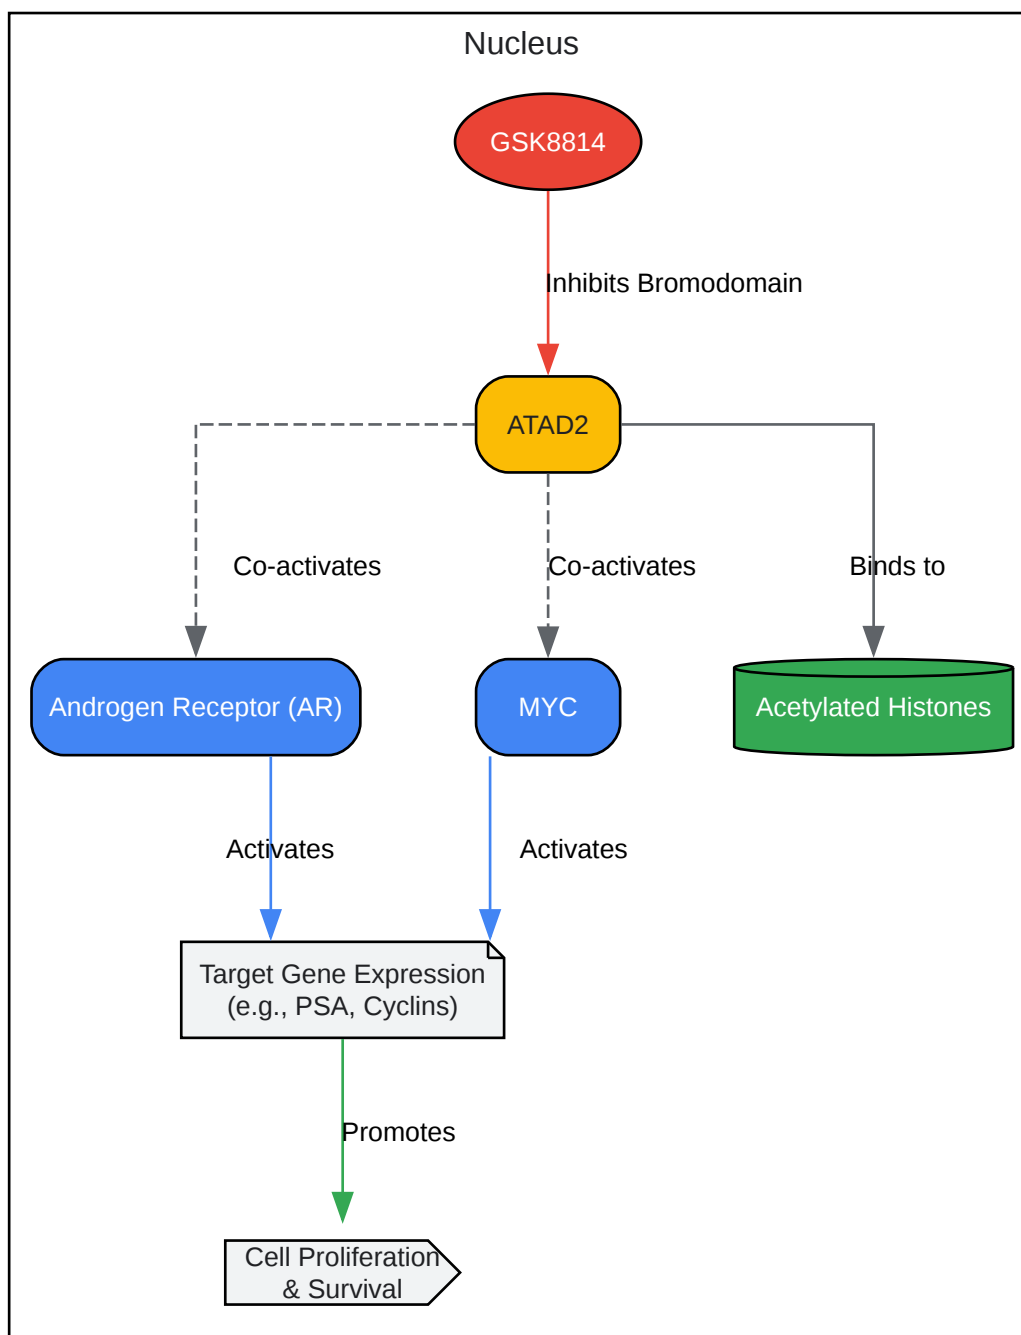 Nucleus
GSK8814
Inhibits Bromodomain
ATAD2
Co-activates
Co-activates
Binds to
Androgen Receptor (AR)
MYC
Acetylated Histones
Activates
Activates
Target Gene Expression
(e.g., PSA, Cyclins)
Promotes
Cell Proliferation
& Survival